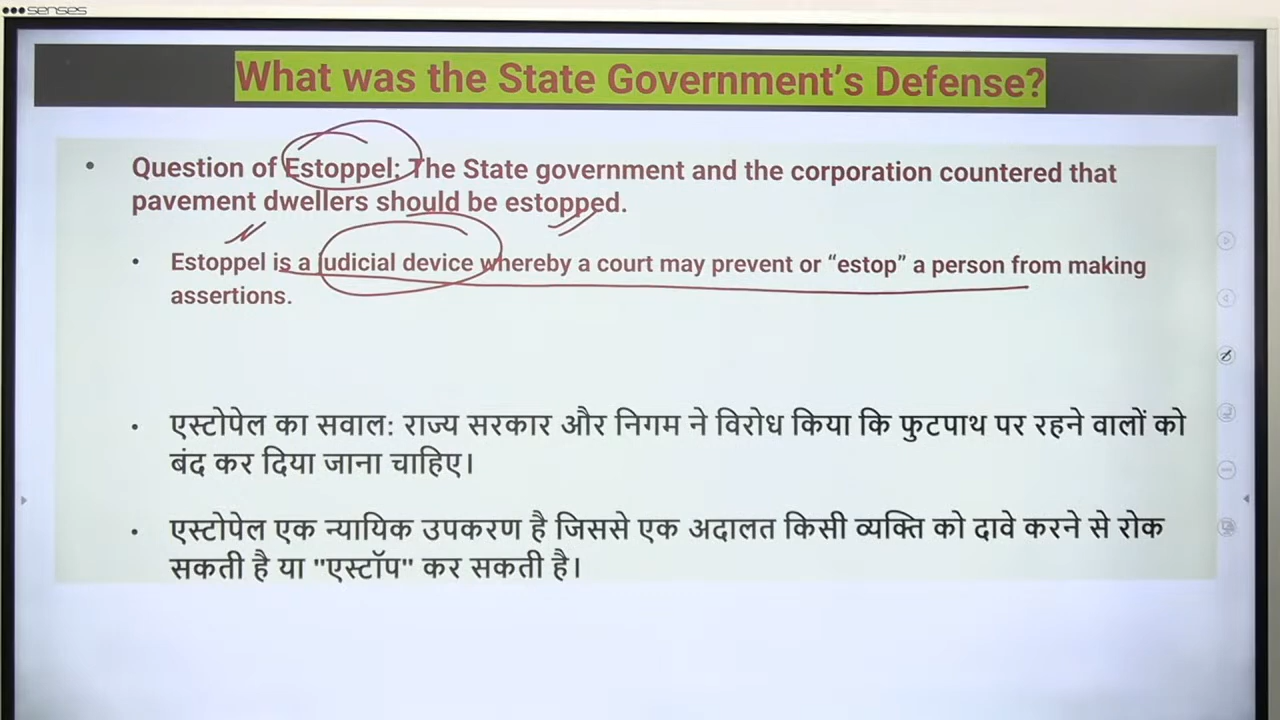 senses
What was the State Government's Defense?
• Question of Estoppel: The State government and the corporation countered that
pavement dwellers should be estopped.
• Estoppel is a judicial device whereby a court may prevent or “estop” a person from making
assertions.
• एस्टोपेल का सवाल: राज्य सरकार और निगम ने विरोध किया कि फुटपाथ पर रहने वालों को
बंद कर दिया जाना चाहिए।
• एस्टोपेल एक न्यायिक उपकरण है जिससे एक अदालत किसी व्यक्ति को दावे करने से रोक
सकती है या "एस्टॉप" कर सकती है।